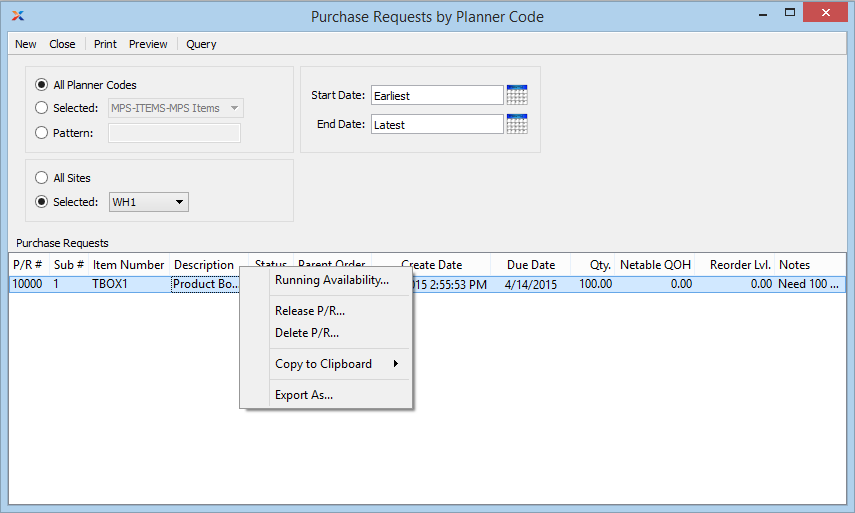 Purchase Requests by Planner Code
New Close Print Preview Query
All Planner Codes
Selected: MPS-ITEMS-MPS Items
Pattern:
Start Date: Earliest
End Date: Latest
All Sites
Selected: WH1
Purchase Requests
P/R # Sub # Item Number Description Status Parent Order Create Date Due Date Qty. Netable QOH Reorder Lvl. Notes
10000 1 TBOX1 Product Bo... 015 2:55:53 PM 4/14/2015 100.00 0.00 0.00 Need 100 ...
Running Availability...
Release P/R...
Delete P/R...
Copy to Clipboard
Export As...